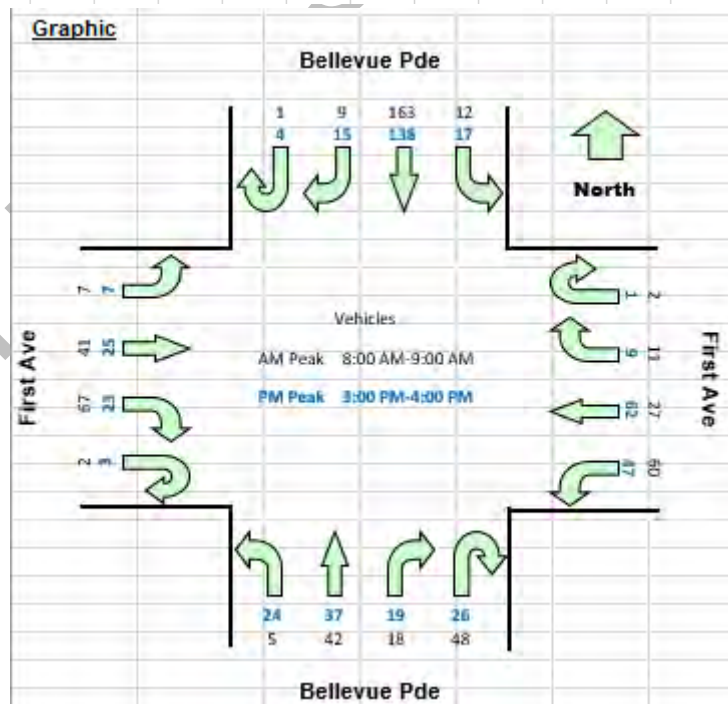 Graphic
Bellevue Pde
1 9 163 12
4 15 138 17
North
7 7
1 2
Vehicles
41 25
9 11
AM Peak 8:00 AM-9:00 AM
First Ave
First Ave
PM Peak 3:00 PM-4:00 PM
67 23
62 27
2 3
47 60
24 37 19 26
5 42 18 48
Bellevue Pde